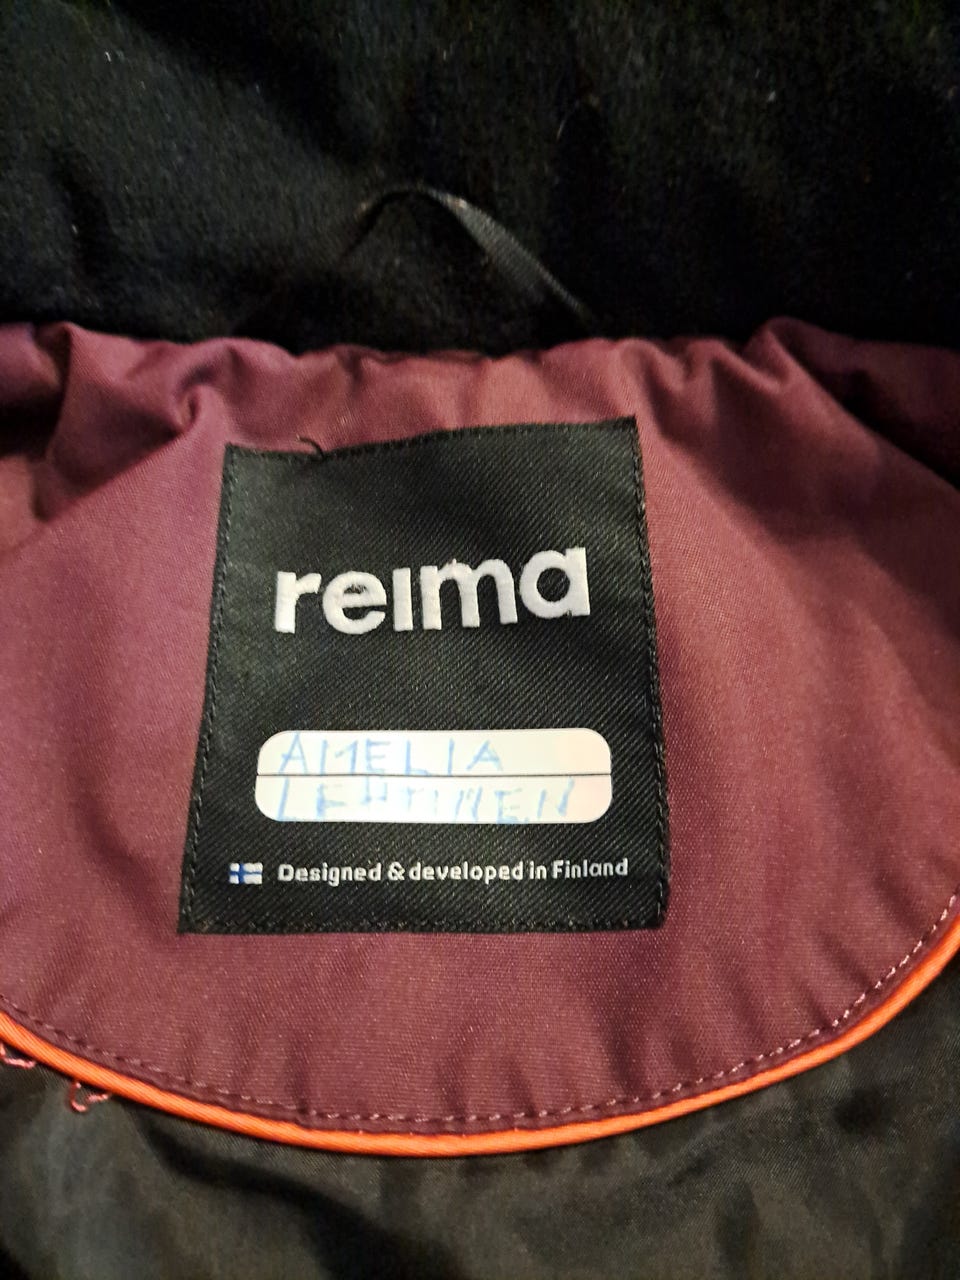 reima
AMELIA
LEHTINEN
Designed & developed in Finland